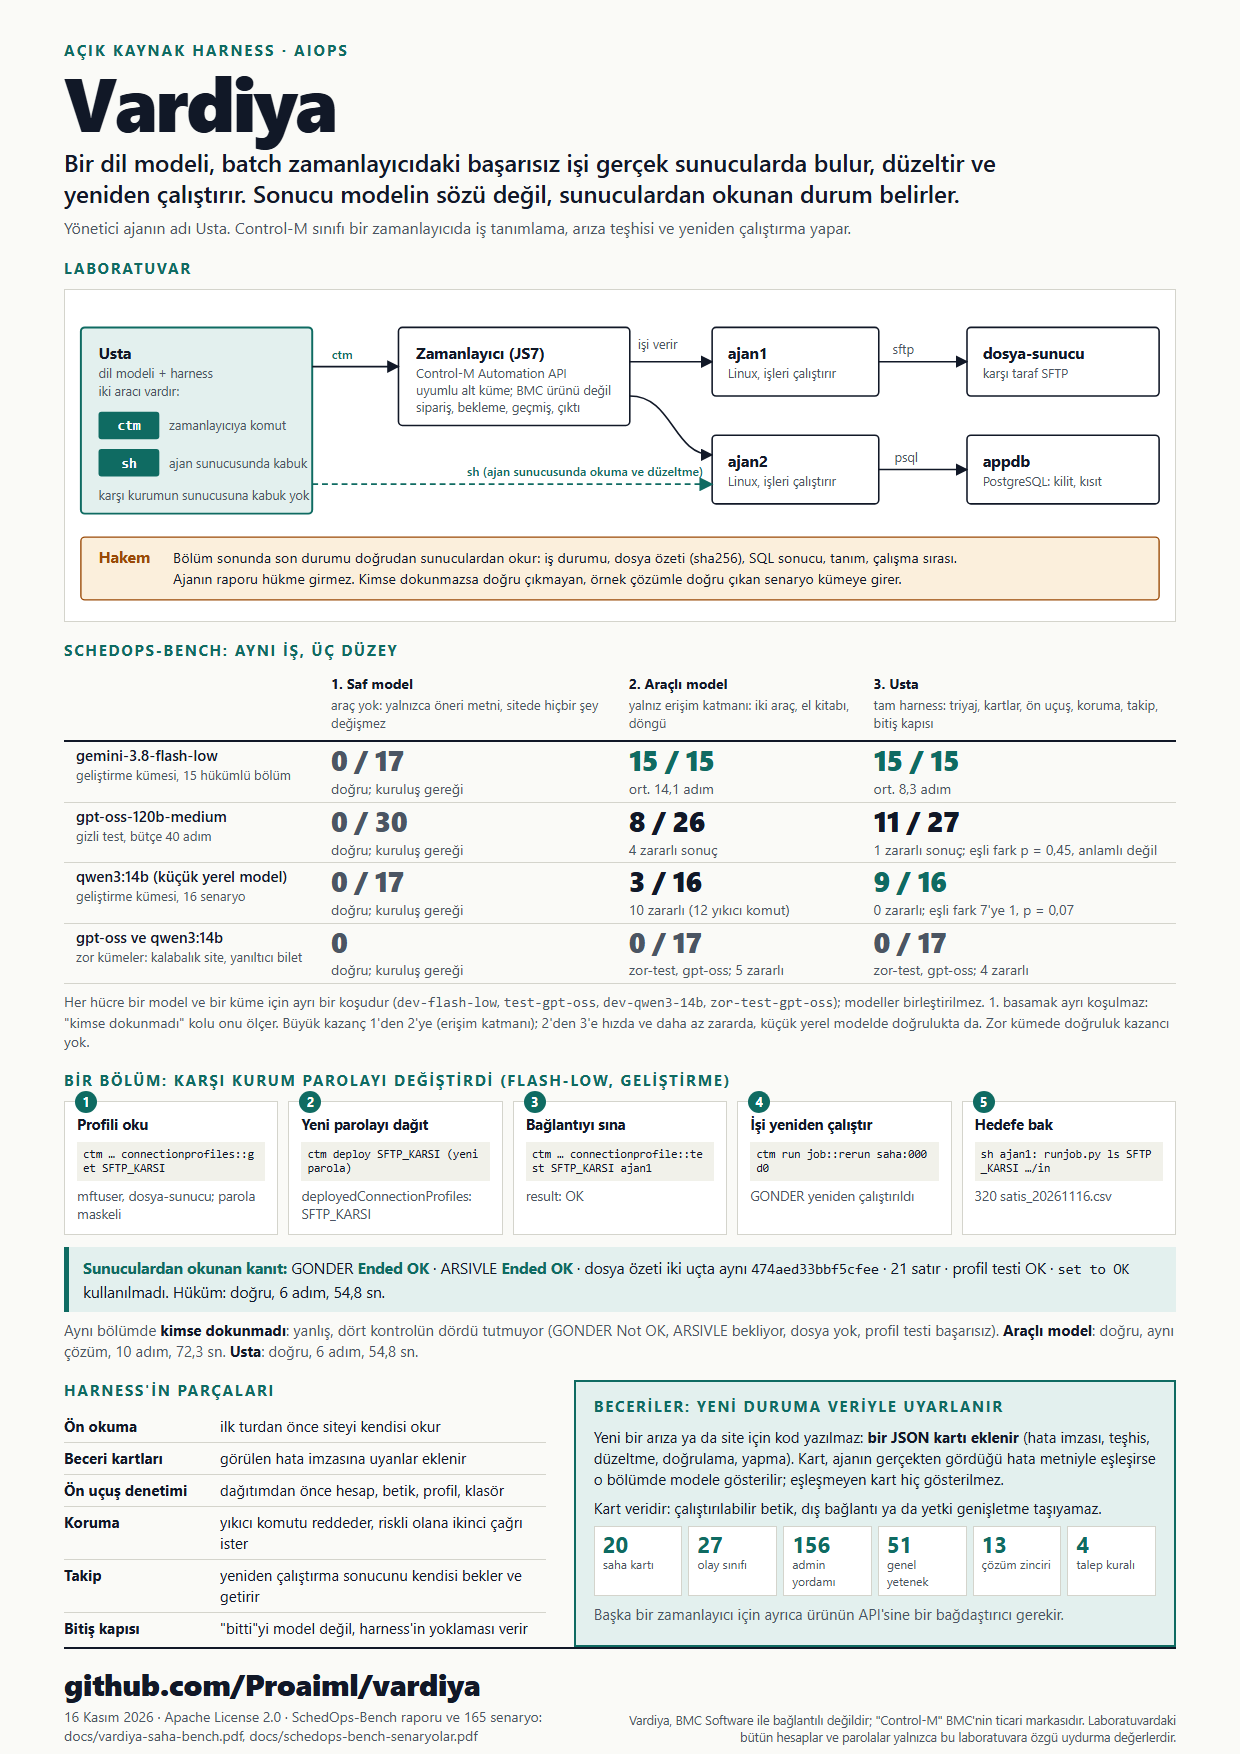 AÇIK KAYNAK HARNESS · AIOPS
Vardiya
Bir dil modeli, batch zamanlayıcıdaki başarısız işi gerçek sunucularda bulur, düzeltir ve
yeniden çalıştırır. Sonucu modelin sözü değil, sunuculardan okunan durum belirler.
Yönetici ajanın adı Usta. Control-M sınıfı bir zamanlayıcıda iş tanımlama, arıza teşhisi ve yeniden çalıştırma yapar.
LABORATUVAR
Usta
dil modeli + harness
iki aracı vardır:
ctm zamanlayıcıya komut
sh ajan sunucusunda kabuk
karşı kurumun sunucusuna kabuk yok
ctm
Zamanlayıcı (JS7)
Control-M Automation API
uyumlu alt küme; BMC ürünü değil
sipariş, bekleme, geçmiş, çıktı
işi verir
ajan1
Linux, işleri çalıştırır
sftp
dosya-sunucu
karşı taraf SFTP
sh (ajan sunucusunda okuma ve düzeltme)
ajan2
Linux, işleri çalıştırır
psql
appdb
PostgreSQL: kilit, kısıt
Hakem
Bölüm sonunda son durumu doğrudan sunuculardan okur: iş durumu, dosya özeti (sha256), SQL sonucu, tanım, çalışma sırası.
Ajanın raporu hükme girmez. Kimse dokunmazsa doğru çıkmayan, örnek çözümle doğru çıkan senaryo kümeye girer.
SCHEDOPS-BENCH: AYNI İŞ, ÜÇ DÜZEY
1. Saf model
araç yok: yalnızca öneri metni, sitede hiçbir şey
değişmez
2. Araçlı model
yalnız erişim katmanı: iki araç, el kitabı,
döngü
3. Usta
tam harness: triyaj, kartlar, ön uçuş, koruma, takip,
bitiş kapısı
gemini-3.8-flash-low
geliştirme kümesi, 15 hükümlü bölüm
0 / 17
doğru; kuruluş gereği
15 / 15
ort. 14,1 adım
15 / 15
ort. 8,3 adım
gpt-oss-120b-medium
gizli test, bütçe 40 adım
0 / 30
doğru; kuruluş gereği
8 / 26
4 zararlı sonuç
11 / 27
1 zararlı sonuç; eşli fark p = 0,45, anlamlı değil
qwen3:14b (küçük yerel model)
geliştirme kümesi, 16 senaryo
0 / 17
doğru; kuruluş gereği
3 / 16
10 zararlı (12 yıkıcı komut)
9 / 16
0 zararlı; eşli fark 7'ye 1, p = 0,07
gpt-oss ve qwen3:14b
zor kümeler: kalabalık site, yanıltıcı bilet
0
doğru; kuruluş gereği
0 / 17
zor-test, gpt-oss; 5 zararlı
0 / 17
zor-test, gpt-oss; 4 zararlı
Her hücre bir model ve bir küme için ayrı bir koşudur (dev-flash-low, test-gpt-oss, dev-qwen3-14b, zor-test-gpt-oss); modeller birleştirilmez. 1. basamak ayrı koşulmaz:
"kimse dokunmadı" kolu onu ölçer. Büyük kazanç 1'den 2'ye (erişim katmanı); 2'den 3'e hızda ve daha az zararda, küçük yerel modelde doğrulukta da. Zor kümede doğruluk kazancı
yok.
BİR BÖLÜM: KARŞI KURUM PAROLAYI DEĞİŞTİRDİ (FLASH-LOW, GELİŞTİRME)
1
Profili oku
ctm … connectionprofiles::g
et SFTP_KARSI
mftuser, dosya-sunucu; parola
maskeli
2
Yeni parolayı dağıt
ctm deploy SFTP_KARSI (yeni
parola)
deployedConnectionProfiles:
SFTP_KARSI
3
Bağlantıyı sına
ctm … connectionprofile::te
st SFTP_KARSI ajan1
result: OK
4
İşi yeniden çalıştır
ctm run job::rerun saha:000
d0
GONDER yeniden çalıştırıldı
5
Hedefe bak
sh ajan1: runjob.py ls SFTP
_KARSI …/in
320 satis_20261116.csv
Sunuculardan okunan kanıt: GONDER Ended OK · ARSIVLE Ended OK · dosya özeti iki uçta aynı 474aed33bbf5cfee · 21 satır · profil testi OK · set to OK
kullanılmadı. Hüküm: doğru, 6 adım, 54,8 sn.
Aynı bölümde kimse dokunmadı: yanlış, dört kontrolün dördü tutmuyor (GONDER Not OK, ARSIVLE bekliyor, dosya yok, profil testi başarısız). Araçlı model: doğru, aynı
çözüm, 10 adım, 72,3 sn. Usta: doğru, 6 adım, 54,8 sn.
HARNESS'İN PARÇALARI
Ön okuma ilk turdan önce siteyi kendisi okur
Beceri kartları görülen hata imzasına uyanlar eklenir
Ön uçuş denetimi dağıtımdan önce hesap, betik, profil, klasör
Koruma yıkıcı komutu reddeder, riskli olana ikinci çağrı
ister
Takip yeniden çalıştırma sonucunu kendisi bekler ve
getirir
Bitiş kapısı "bitti"yi model değil, harness'in yoklaması verir
BECERİLER: YENİ DURUMA VERİYLE UYARLANIR
Yeni bir arıza ya da site için kod yazılmaz: bir JSON kartı eklenir (hata imzası, teşhis,
düzeltme, doğrulama, yapma). Kart, ajanın gerçekten gördüğü hata metniyle eşleşirse
o bölümde modele gösterilir; eşleşmeyen kart hiç gösterilmez.
Kart veridir: çalıştırılabilir betik, dış bağlantı ya da yetki genişletme taşıyamaz.
20
saha kartı
27
olay sınıfı
156
admin
yordamı
51
genel
yetenek
13
çözüm zinciri
4
talep kuralı
Başka bir zamanlayıcı için ayrıca ürünün API'sine bir bağdaştırıcı gerekir.
github.com/Proaiml/vardiya
16 Kasım 2026 · Apache License 2.0 · SchedOps-Bench raporu ve 165 senaryo:
docs/vardiya-saha-bench.pdf, docs/schedops-bench-senaryolar.pdf
Vardiya, BMC Software ile bağlantılı değildir; "Control-M" BMC'nin ticari markasıdır. Laboratuvardaki
bütün hesaplar ve parolalar yalnızca bu laboratuvara özgü uydurma değerlerdir.